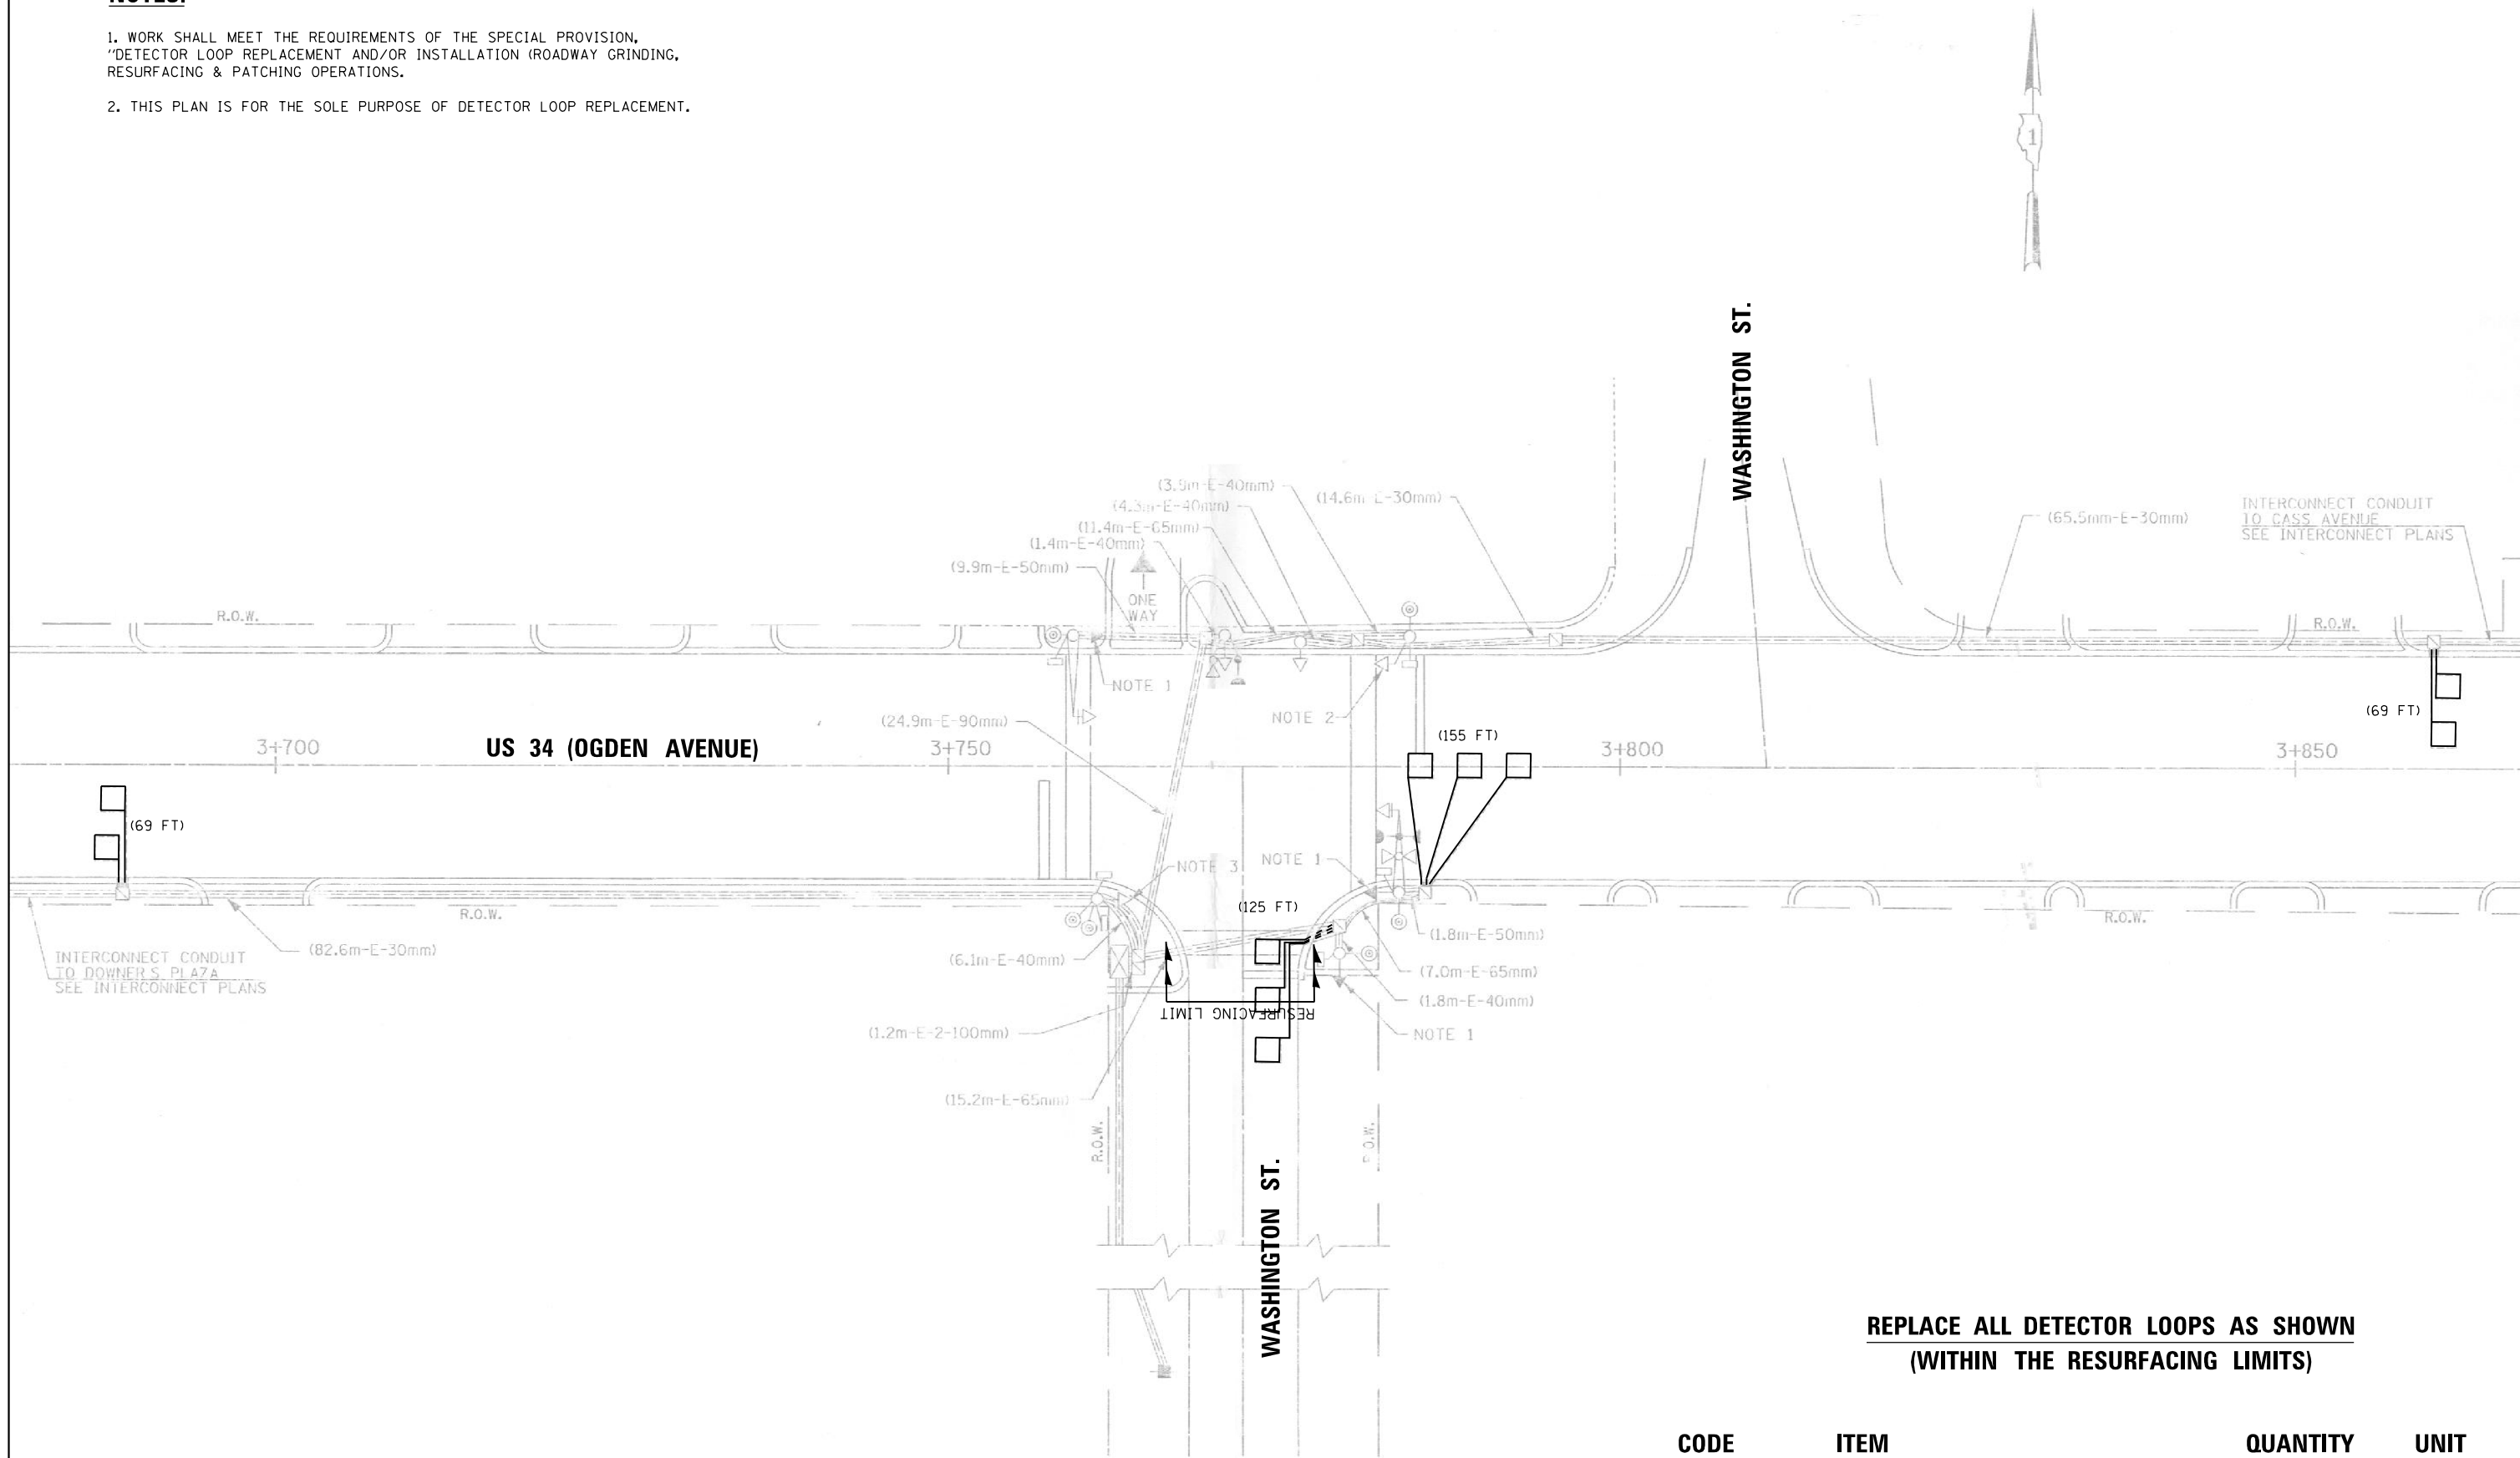 NOTES:
1. WORK SHALL MEET THE REQUIREMENTS OF THE SPECIAL PROVISION,
"DETECTOR LOOP REPLACEMENT AND/OR INSTALLATION (ROADWAY GRINDING,
RESURFACING & PATCHING OPERATIONS.
2. THIS PLAN IS FOR THE SOLE PURPOSE OF DETECTOR LOOP REPLACEMENT.
1
WASHINGTON ST.
(3.9m-E-40mm)
(14.6m-E-30mm)
(4.3m-E-40mm)
(11.4m-E-65mm)
(1.4m-E-40mm)
(9.9m-E-50mm)
ONE
WAY
(65.5mm-E-30mm)
INTERCONNECT CONDUIT
TO CASS AVENUE
SEE INTERCONNECT PLANS
R.O.W.
R.O.W.
NOTE 1
NOTE 2
(24.9m-E-90mm)
(69 FT)
(155 FT)
3+700
US 34 (OGDEN AVENUE)
3+750
3+800
3+850
(69 FT)
NOTE 3
NOTE 1
(125 FT)
R.O.W.
R.O.W.
(82.6m-E-30mm)
INTERCONNECT CONDUIT
TO DOWNERS PLAZA
SEE INTERCONNECT PLANS
(6.1m-E-40mm)
(1.8m-E-50mm)
(7.0m-E-65mm)
(1.8m-E-40mm)
RESURFACING LIMIT
(1.2m-E-2-100mm)
NOTE 1
(15.2m-E-65mm)
R.O.W.
R.O.W.
WASHINGTON ST.
REPLACE ALL DETECTOR LOOPS AS SHOWN
(WITHIN THE RESURFACING LIMITS)
CODE ITEM QUANTITY UNIT